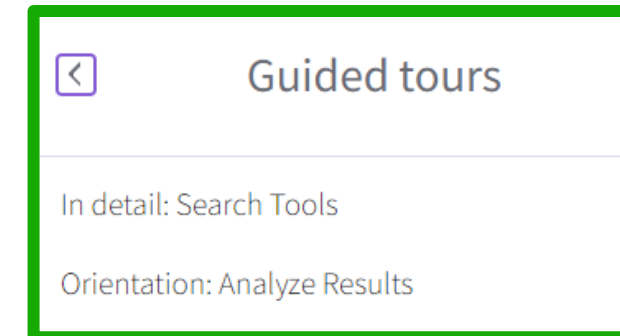 Guided tours
In detail: Search Tools
Orientation: Analyze Results